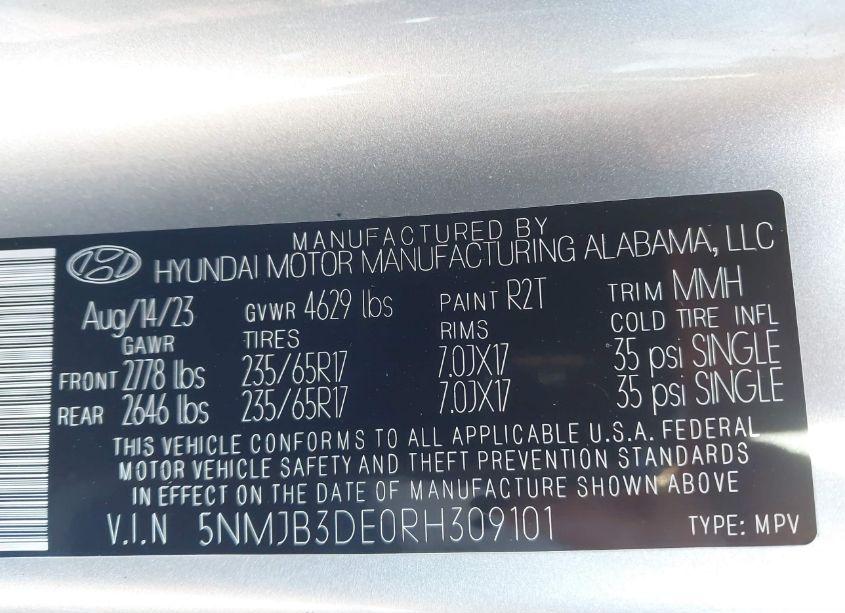 MANUFACTURED BY
HYUNDAI MOTOR MANUFACTURING ALABAMA, LLC
Aug/14/23 GVWR 4629 lbs PAINT R2T TRIM MMH
GAWR TIRES RIMS COLD TIRE INFL
FRONT 2778 lbs 235/65R17 7.0JX17 35 psi SINGLE
REAR 2646 lbs 235/65R17 7.0JX17 35 psi SINGLE
THIS VEHICLE CONFORMS TO ALL APPLICABLE U.S.A. FEDERAL
MOTOR VEHICLE SAFETY AND THEFT PREVENTION STANDARDS
IN EFFECT ON THE DATE OF MANUFACTURE SHOWN ABOVE
V.I.N 5NMJB3DE0RH309101 TYPE: MPV